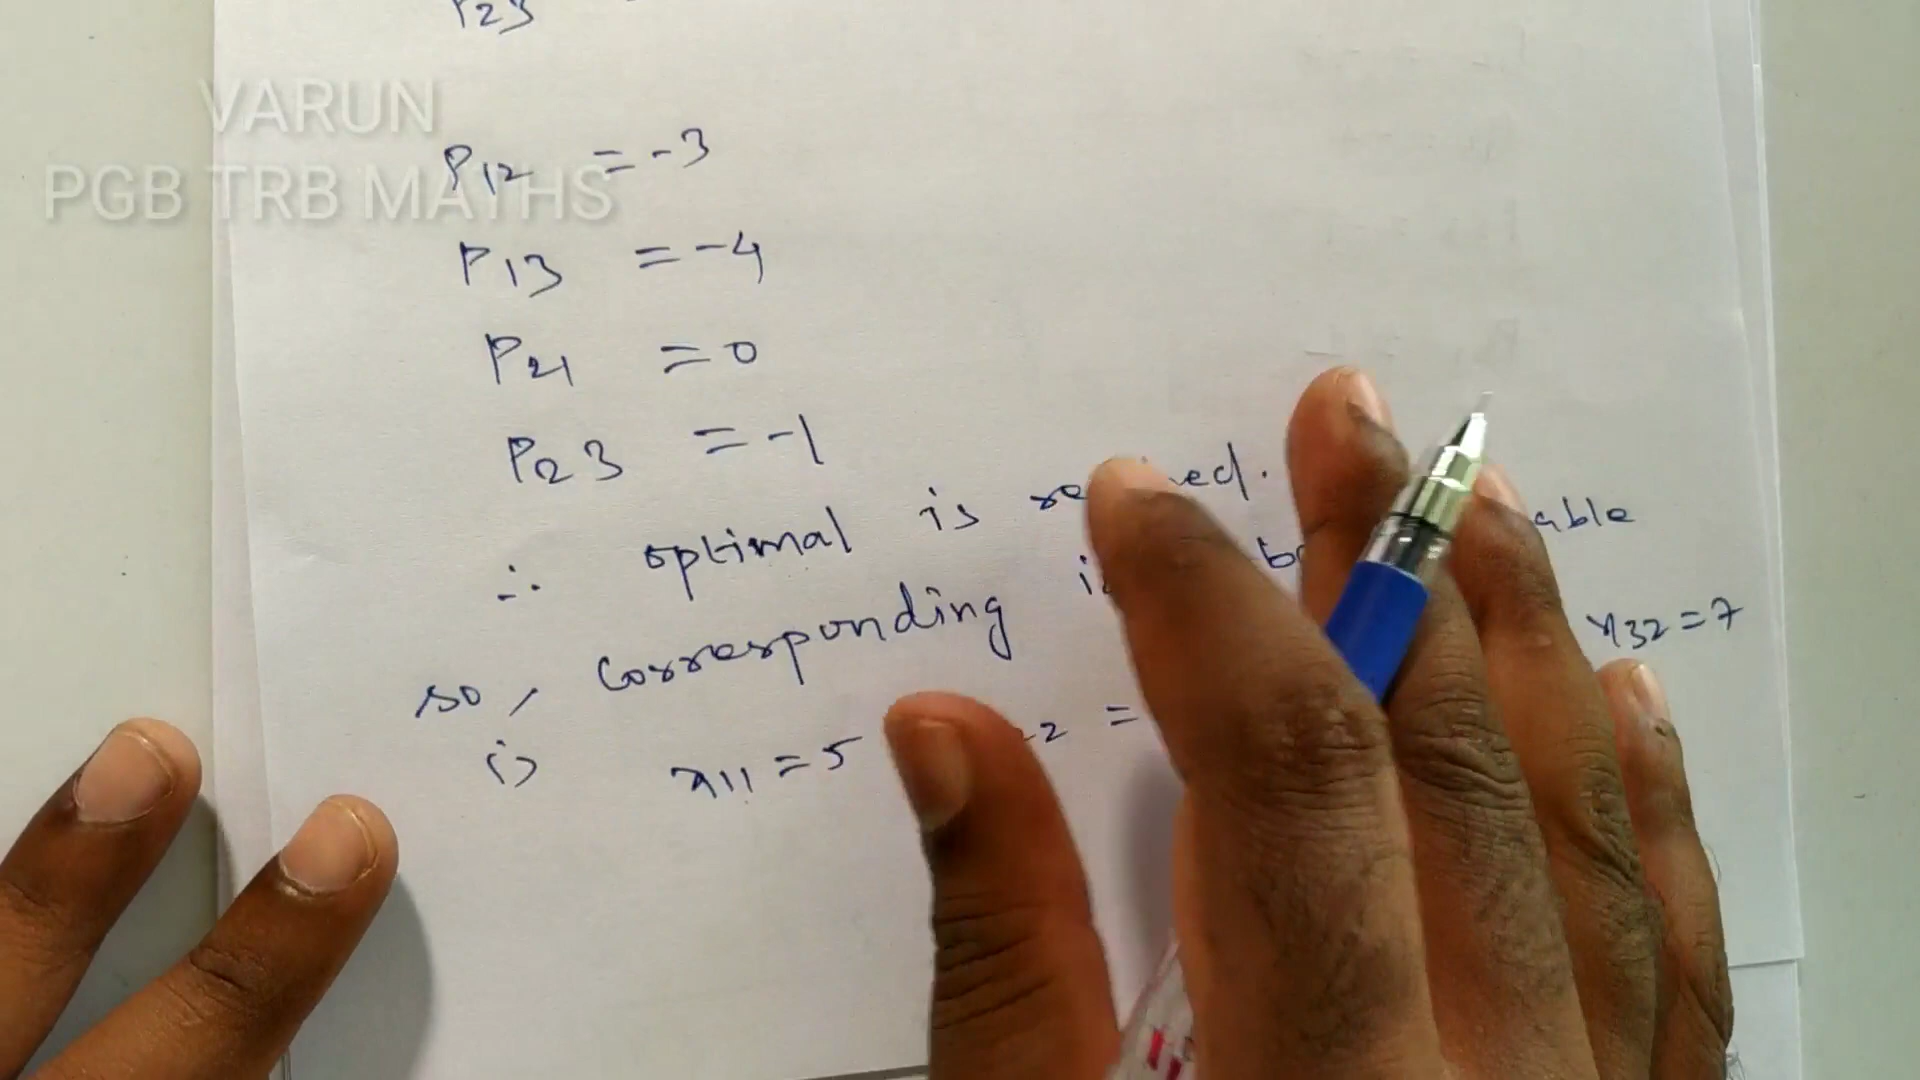 P23
VARUN
PGB TRB MATHS
P12 = -3
P13 = -4
P21 = 0
P23 = -1
∴ optimal is
so, corresponding
is x11 = 5 =
x32 = 7